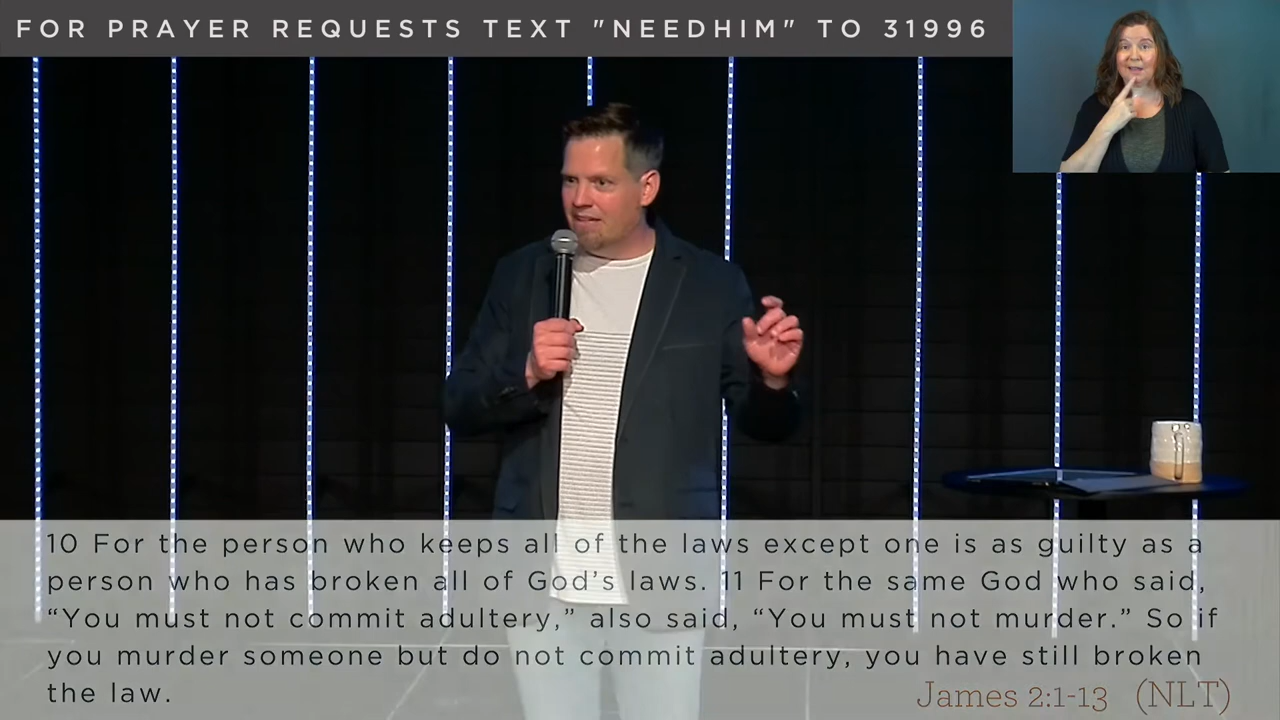 FOR PRAYER REQUESTS TEXT "NEEDHIM" TO 31996
10 For the person who keeps all of the laws except one is as guilty as a
person who has broken all of God’s laws. 11 For the same God who said,
“You must not commit adultery,” also said, “You must not murder.” So if
you murder someone but do not commit adultery, you have still broken
the law.
James 2:1-13 (NLT)